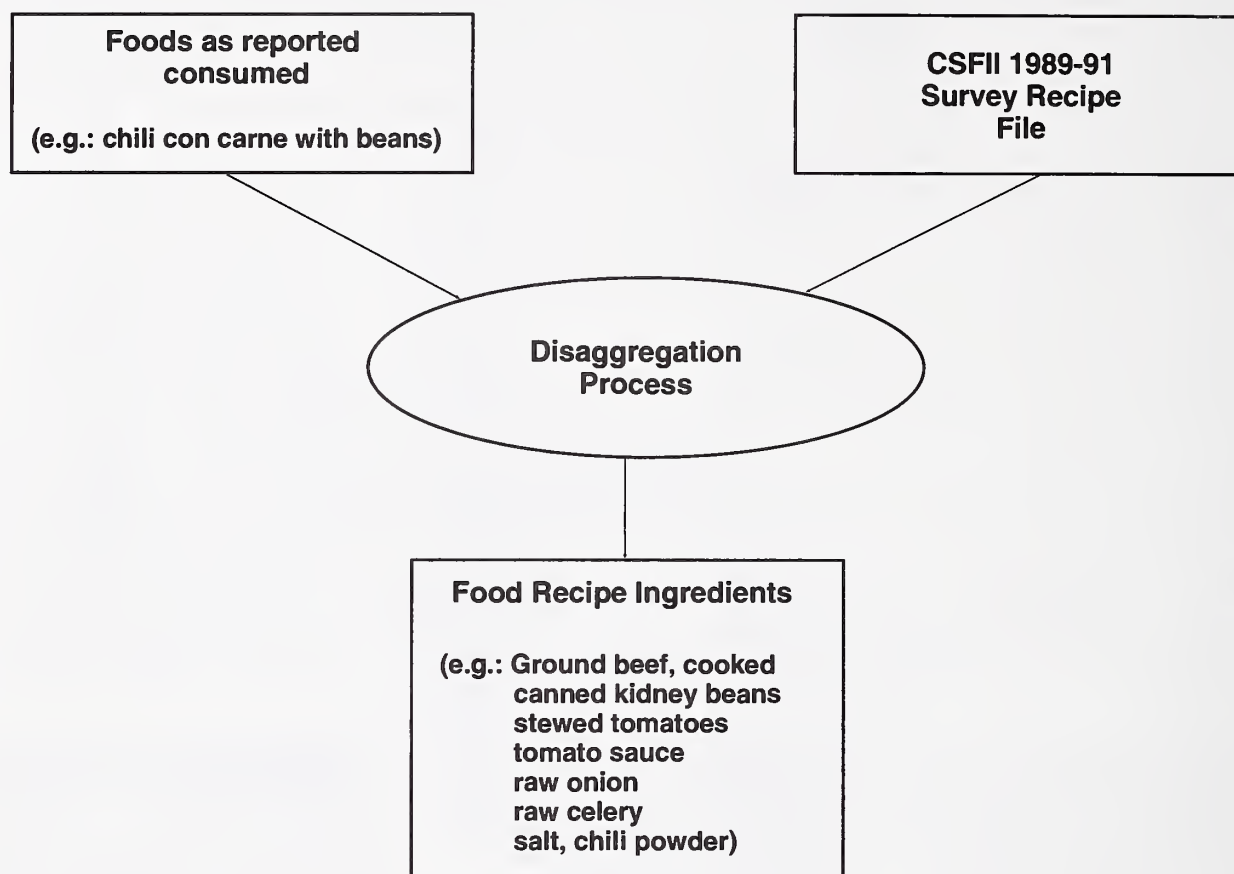 Foods as reported
consumed
(e.g.: chili con carne with beans)
CSFII 1989-91
Survey Recipe
File
Disaggregation
Process
Food Recipe Ingredients
(e.g.: Ground beef, cooked
canned kidney beans
stewed tomatoes
tomato sauce
raw onion
raw celery
salt, chili powder)